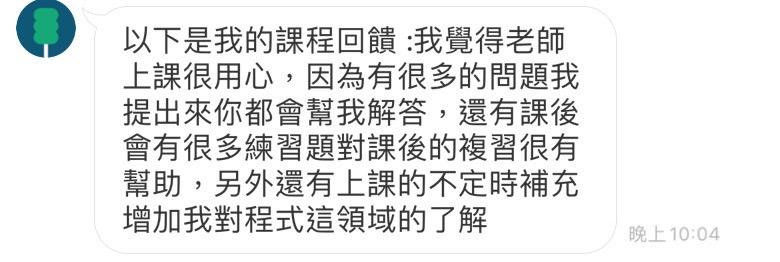 以下是我的課程回饋 :我覺得老師
上課很用心，因為有很多的問題我
提出來你都會幫我解答，還有課後
會有很多練習題對課後的複習很有
幫助，另外還有上課的不定時補充
增加我對程式這領域的了解
晚上10:04